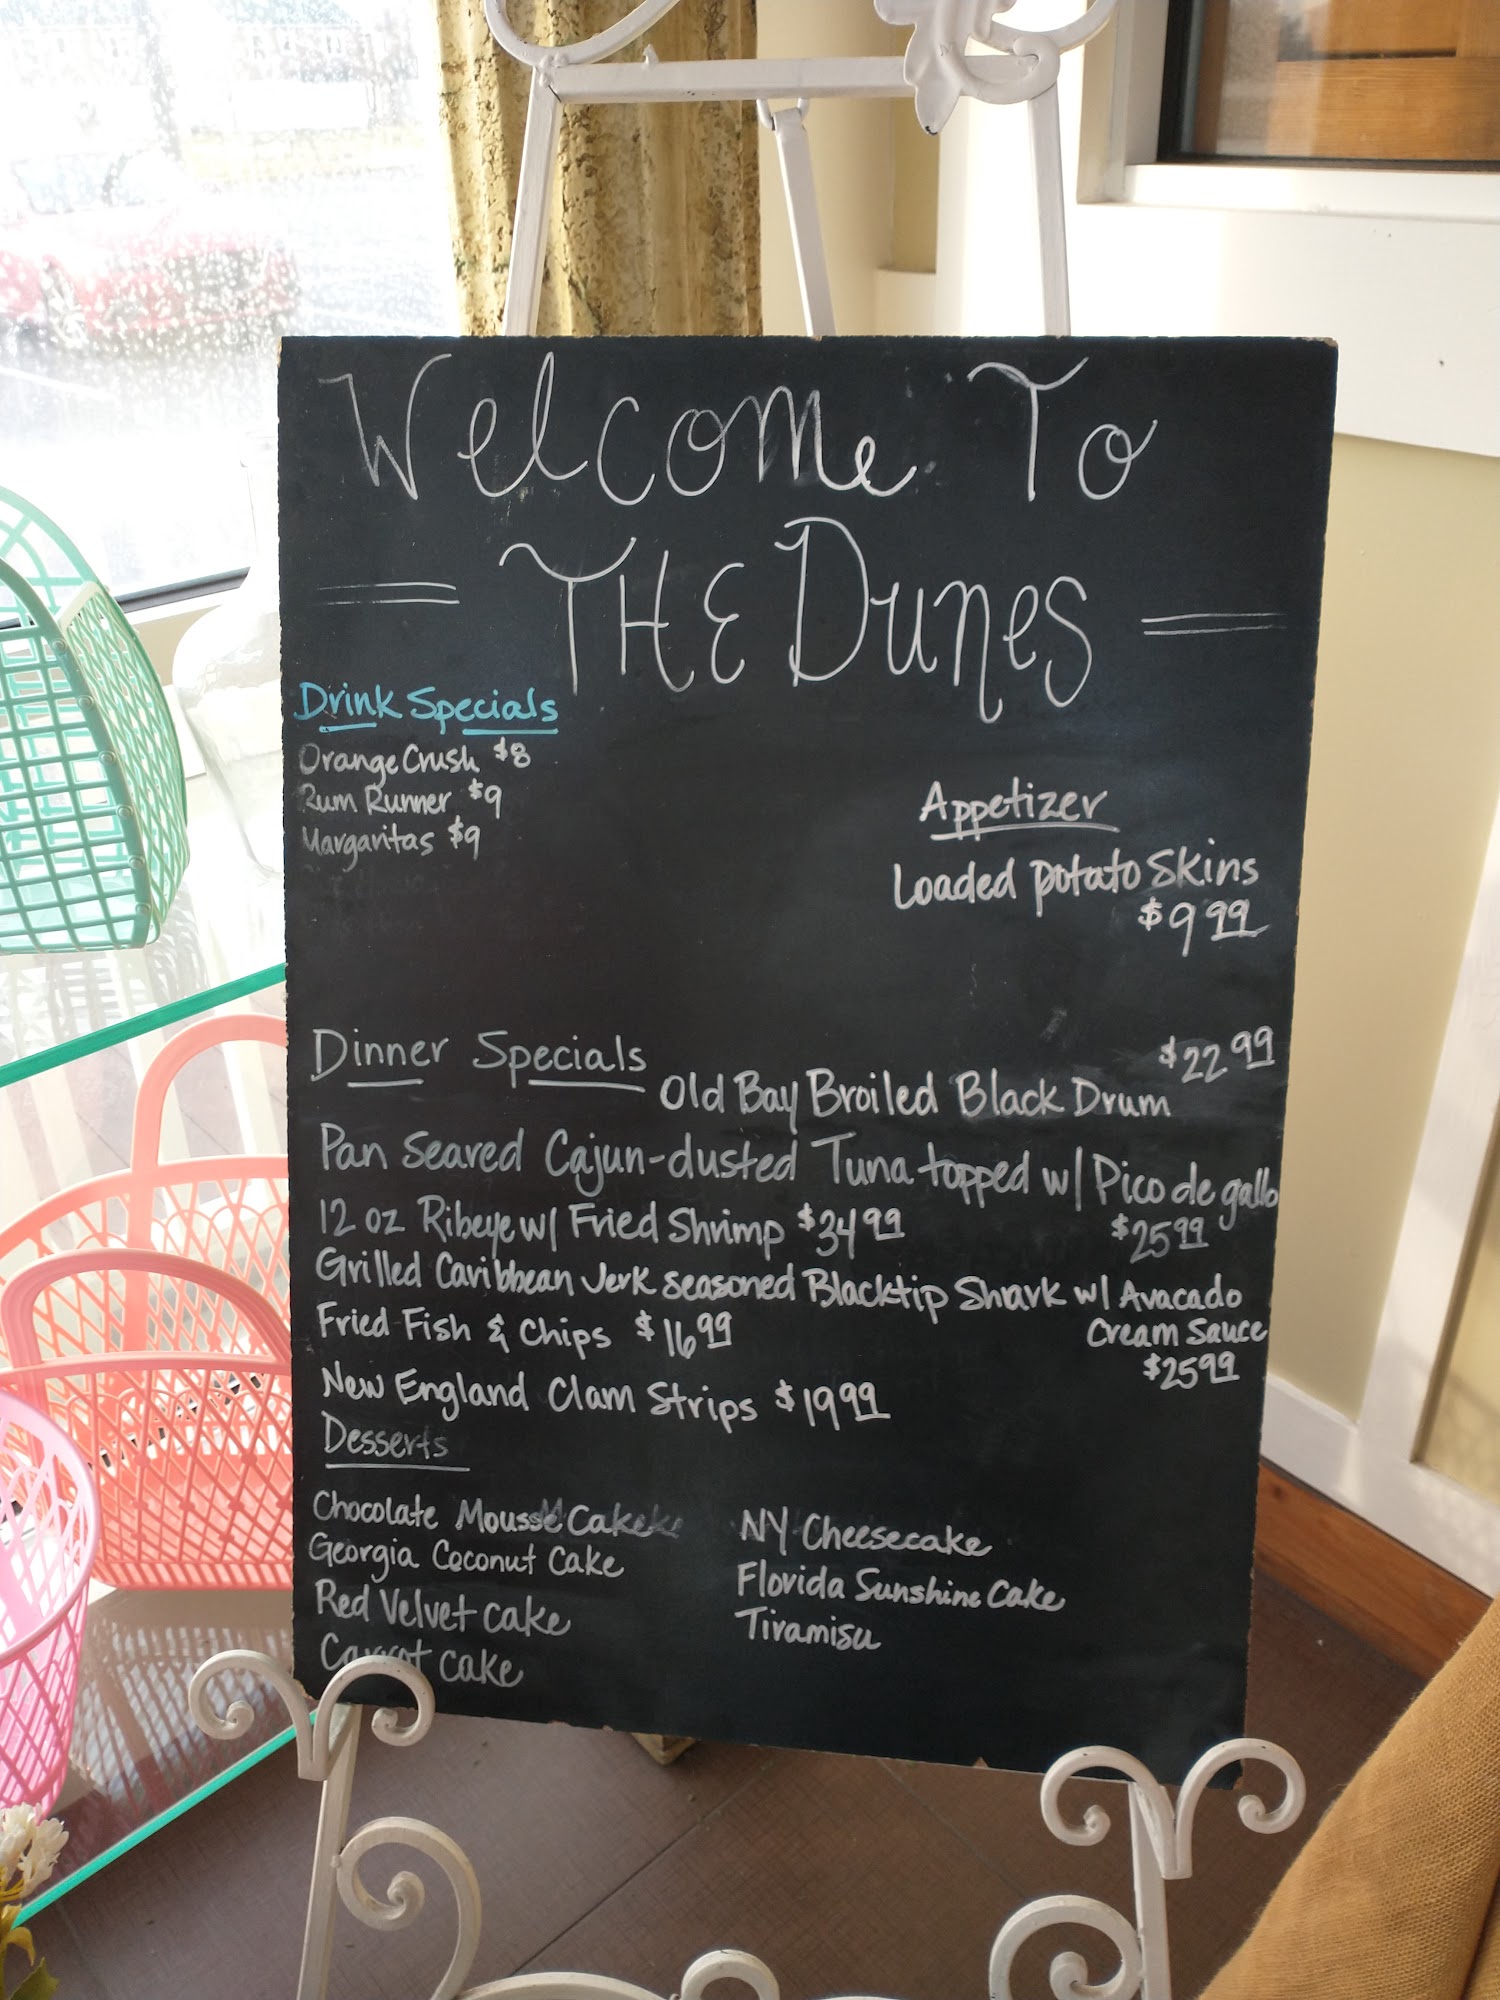 Welcome To
THE Dunes
Drink Specials
Orange Crush $8
Rum Runner $9
Margaritas $9
Appetizer
Loaded Potato Skins
$9.99
Dinner Specials
Old Bay Broiled Black Drum $22.99
Pan Seared Cajun-dusted Tuna topped w/ Pico de gallo
$25.99
12 oz Ribeye w/ Fried Shrimp $34.99
Grilled Caribbean Jerk seasoned Blacktip Shark w/ Avacado
Cream Sauce
$25.99
Fried Fish & Chips $16.99
New England Clam Strips $19.99
Desserts
Chocolate Mousse Cake
Georgia Coconut Cake
Red Velvet Cake
Carrot Cake
NY Cheesecake
Florida Sunshine Cake
Tiramisu